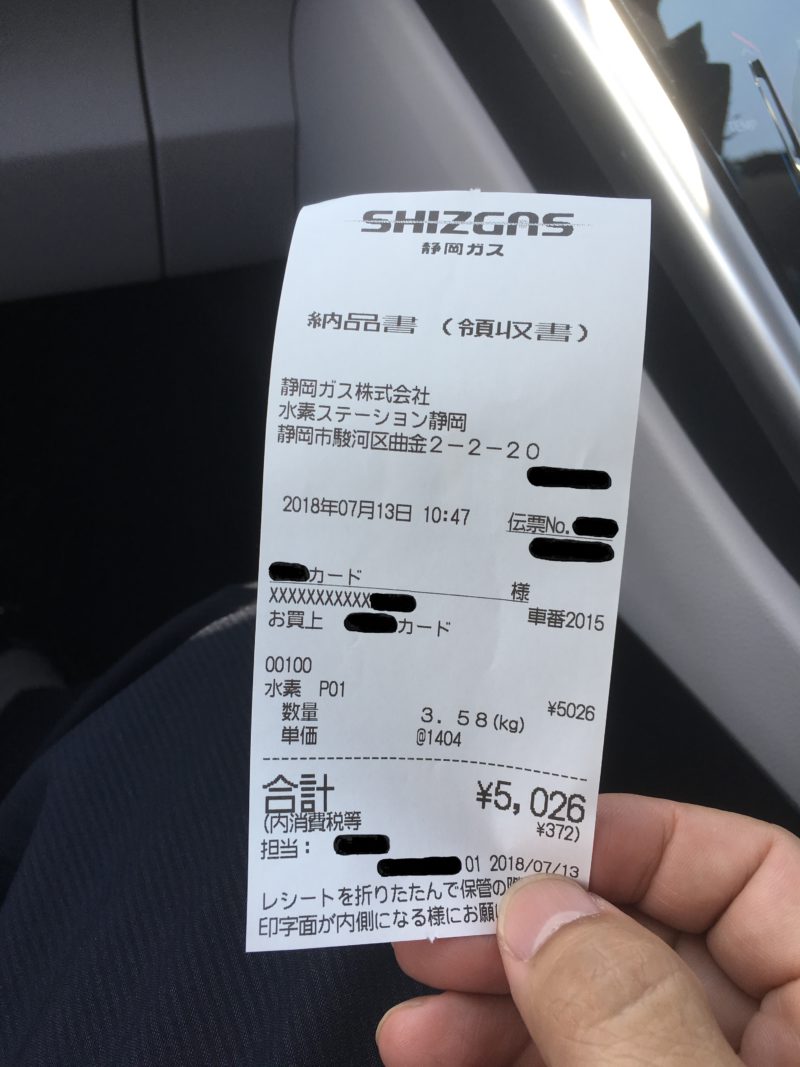 SHIZGAS
静岡ガス
納品書 (領収書)
静岡ガス株式会社
水素ステーション静岡
静岡市駿河区曲金2-2-20
2018年07月13日 10:47 伝票No.
カード 様
XXXXXXXXXXX
車番2015
お買上 カード
00100
水素 P01 ¥5026
数量 3.58(kg)
単価 @1404
合計 ¥5,026
(内消費税等 ¥372)
担当:
01 2018/07/13
レシートを折りたたんで保管の際
印字面が内側になる様にお願